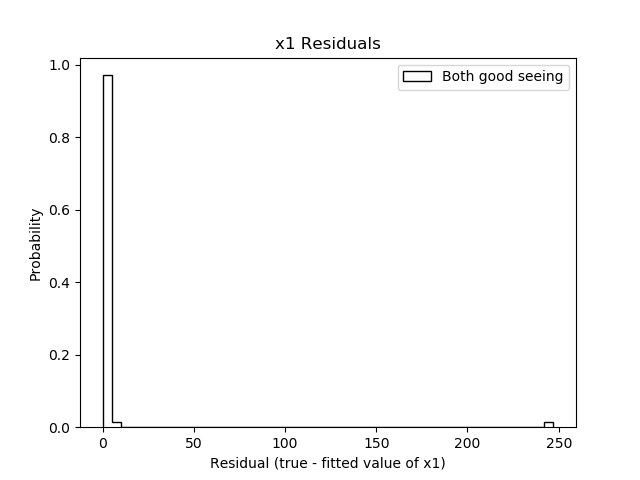 x1 Residuals
Both good seeing
Probability
1.0
0.8
0.6
0.4
0.2
0.0
0 50 100 150 200 250
Residual (true - fitted value of x1)